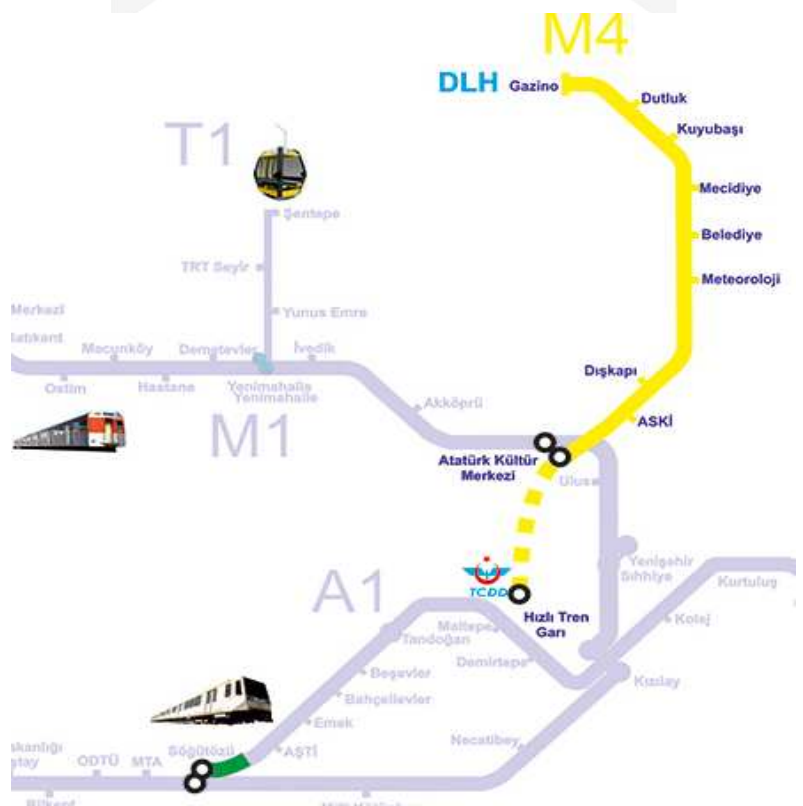 M4
DLH
Gazino
Dutluk
Kuyubaşı
T1
Mecidiye
Şentepe
Belediye
TRT Seyir
Meteoroloji
Merkezi
Yunus Emre
Macunköy
Demetevler
İvedik
Dışkapı
Ostim
Hastane
Yenimahalle
Yenimahalle
Akköprü
ASKİ
M1
Atatürk Kültür
Merkezi
Ulus
TCDD
Yenişehir
Sıhhiye
A1
Hızlı Tren
Garı
Kurtuluş
Maltepe
Kolej
Tandoğan
Demirtepe
Beşevler
Kızılay
Bahçelievler
Emek
Necatibey
Söğütözü
AŞTİ
ODTÜ
MTA
Bilkent